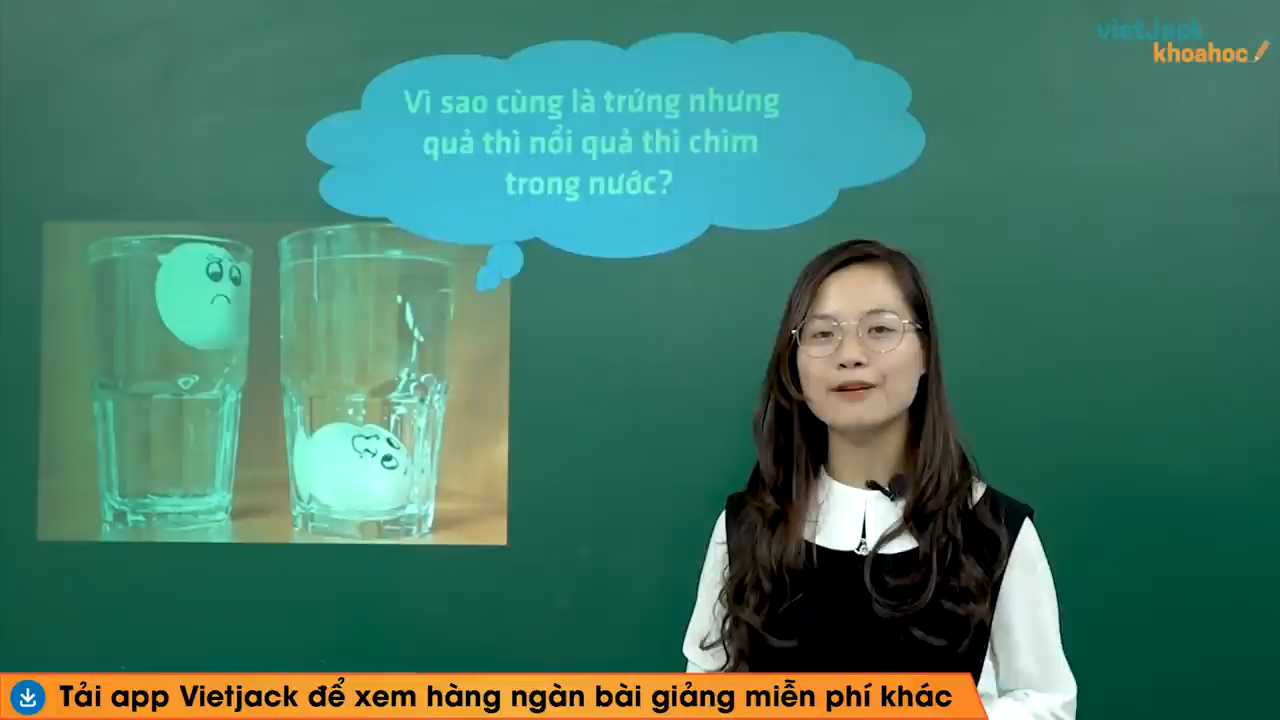 vietJack
khoahoc
Vì sao cùng là trứng nhưng
quả thì nổi quả thì chìm
trong nước?
Tải app Vietjack để xem hàng ngàn bài giảng miễn phí khác